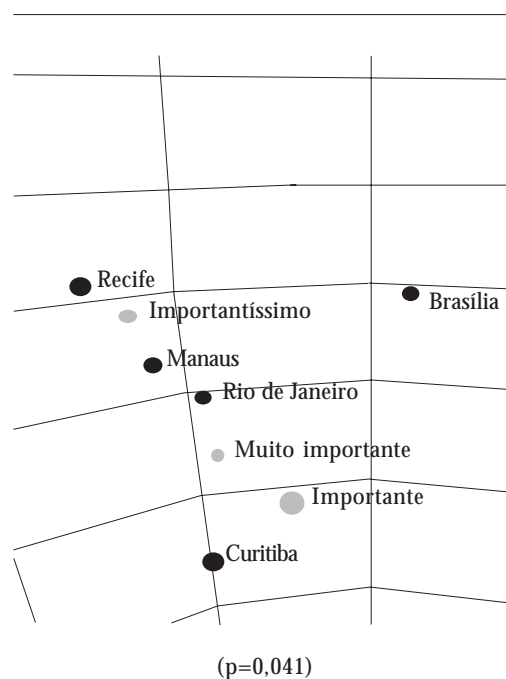 Recife
Importantíssimo
Brasília
Manaus
Rio de Janeiro
Muito importante
Importante
Curitiba
(p=0,041)